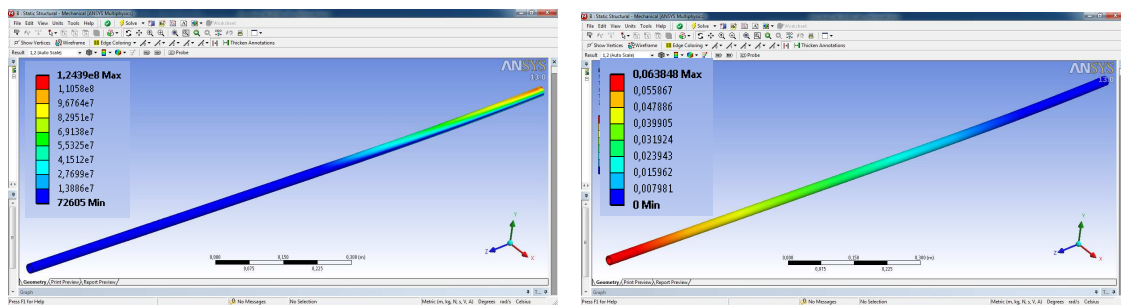 B : Static Structural - Mechanical [ANSYS Multiphysics]
File Edit View Units Tools Help Solve Worksheet
Show Vertices Wireframe Edge Coloring Thicken Annotations
Result 1,2 (Auto Scale) Probe
ANSYS
13.0
1,2439e8 Max
1,1058e8
9,6764e7
8,2951e7
6,9138e7
5,5325e7
4,1512e7
2,7699e7
1,3886e7
72605 Min
0,000 0,150 0,300 (m)
0,075 0,225
Y
Z
X
Geometry Print Preview Report Preview
Graph
Press F1 for Help No Messages No Selection Metric (m, kg, N, s, V, A) Degrees rad/s Celsius
B : Static Structural - Mechanical [ANSYS Multiphysics]
File Edit View Units Tools Help Solve Worksheet
Show Vertices Wireframe Edge Coloring Thicken Annotations
Result 1,2 (Auto Scale) Probe
ANSYS
13.0
0,063848 Max
0,055867
0,047886
0,039905
0,031924
0,023943
0,015962
0,007981
0 Min
0,000 0,150 0,300 (m)
0,075 0,225
Y
Z
X
Geometry Print Preview Report Preview
Graph
Press F1 for Help No Messages No Selection Metric (m, kg, N, s, V, A) Degrees rad/s Celsius